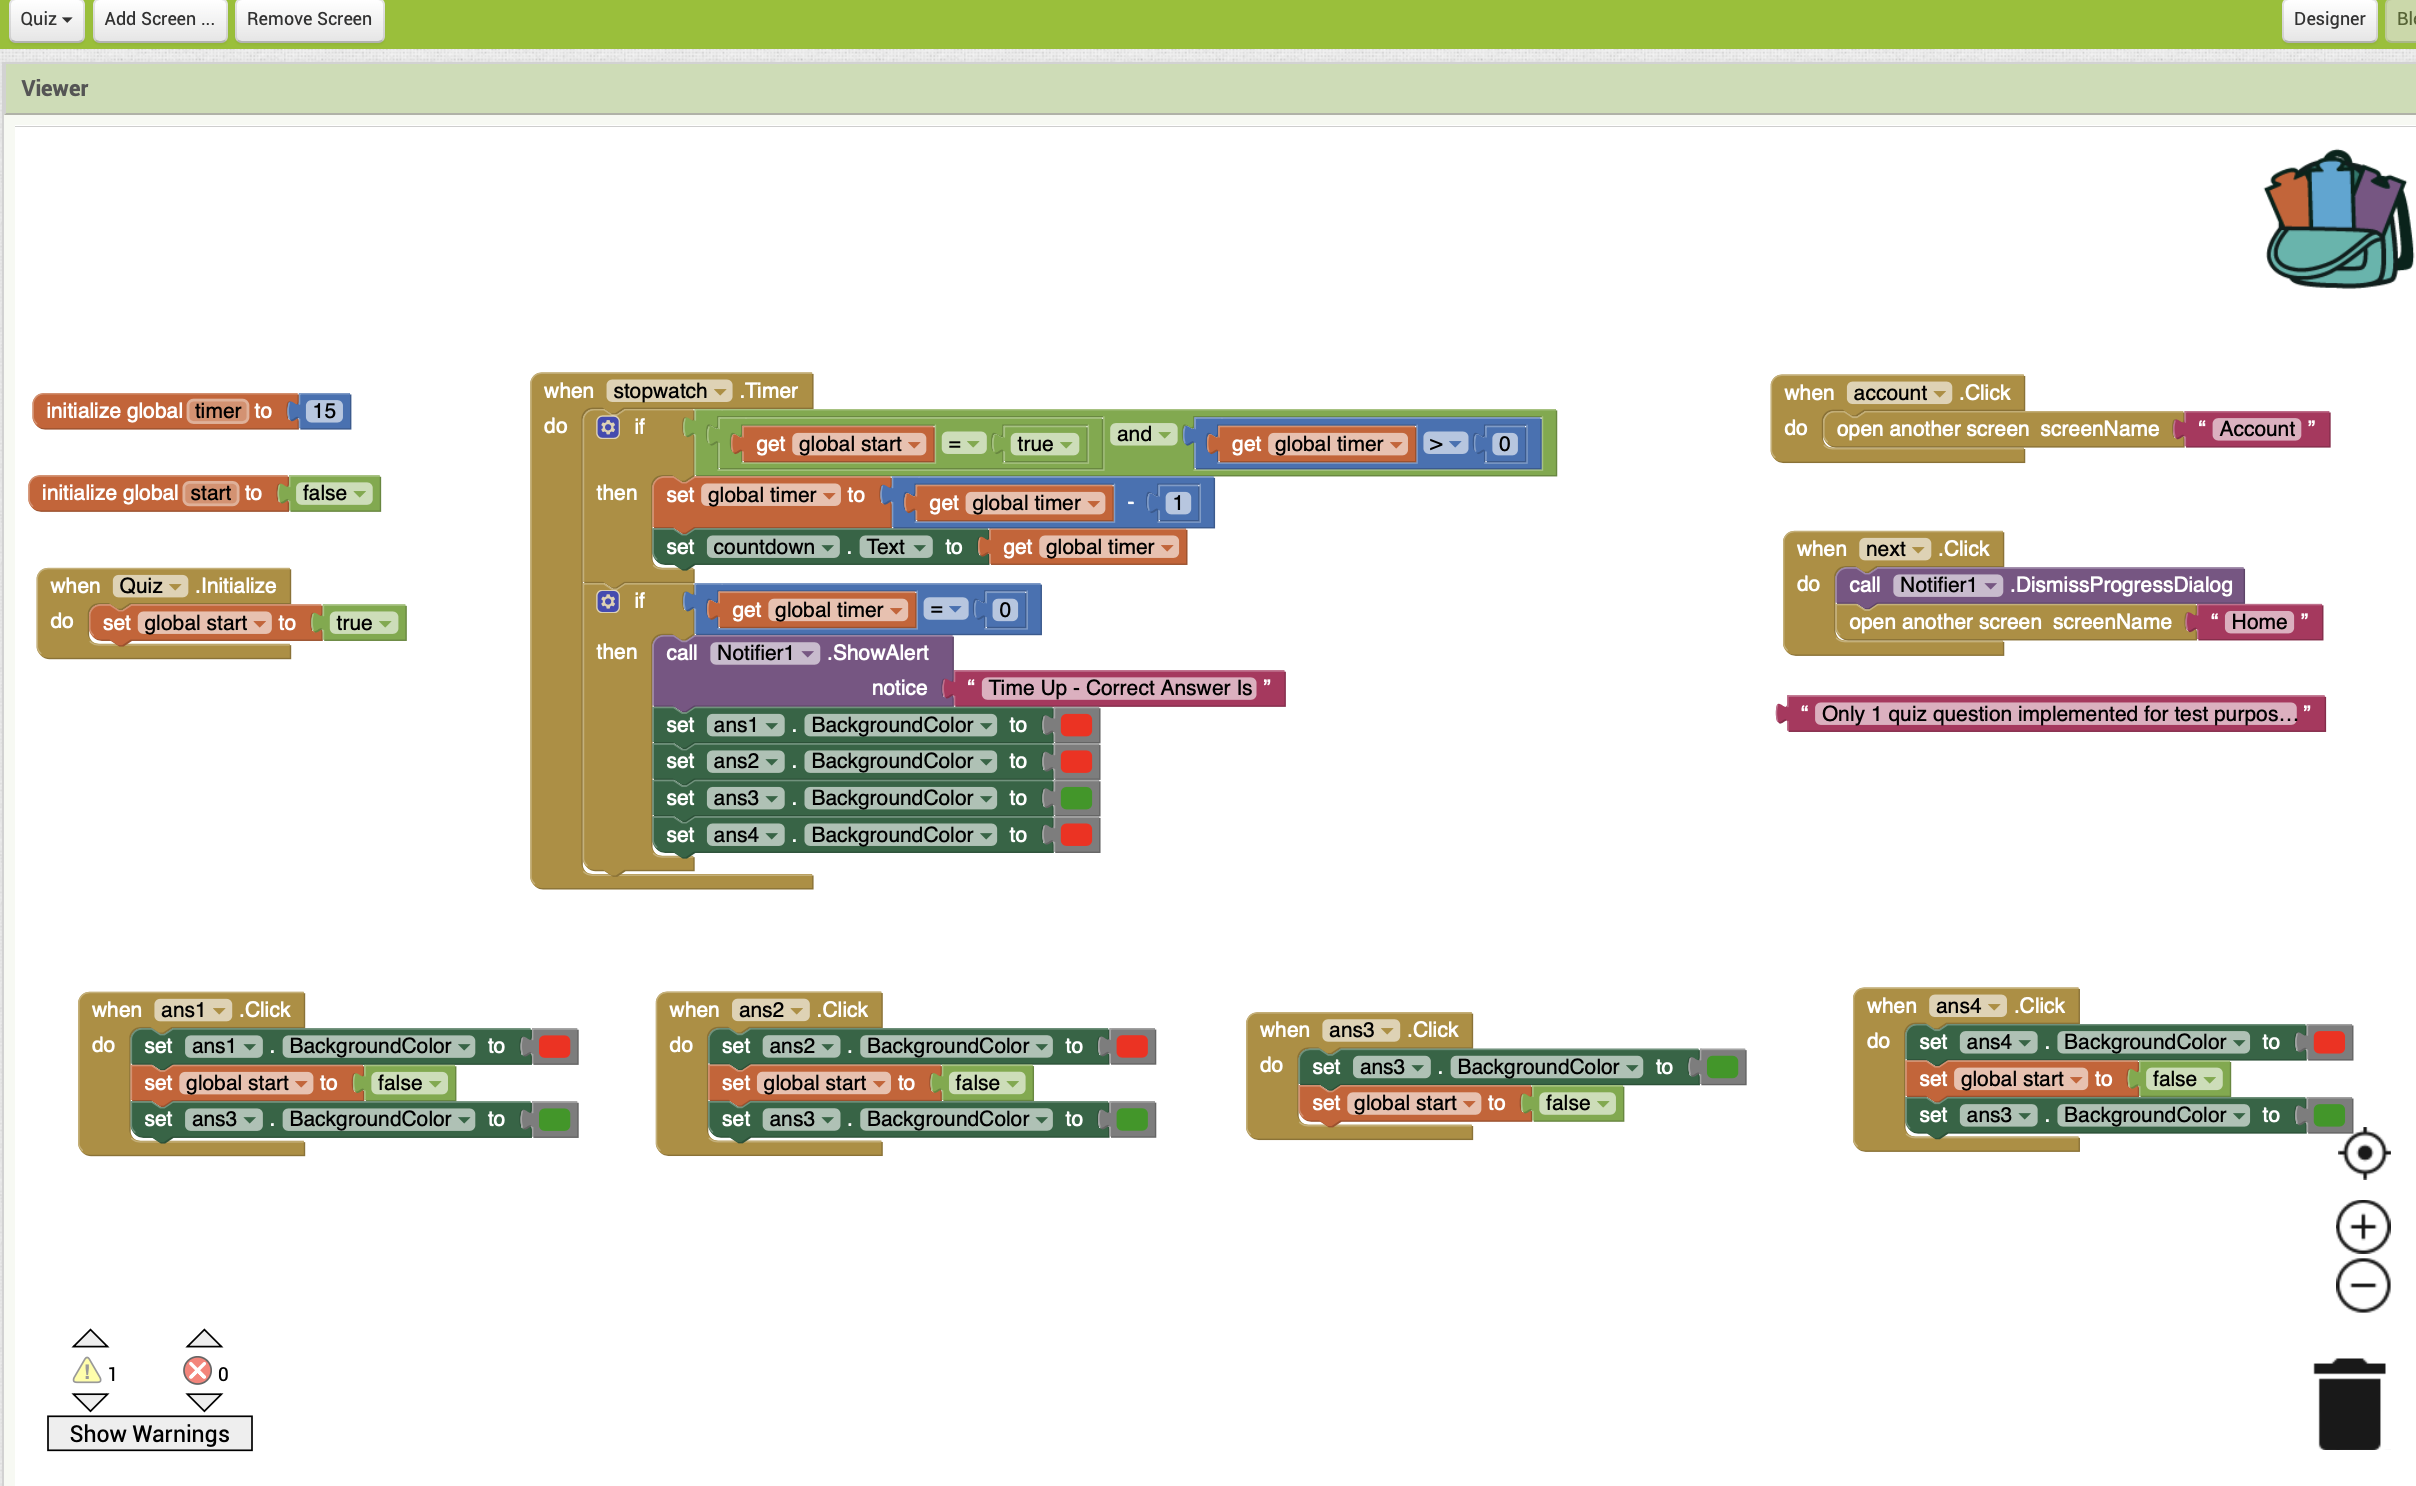 Quiz Add Screen ... Remove Screen Designer
Viewer
initialize global timer to 15
initialize global start to false
when Quiz .Initialize
do set global start to true
when stopwatch .Timer
do if get global start = true and get global timer > 0
then set global timer to get global timer - 1
set countdown . Text to get global timer
if get global timer = 0
then call Notifier1 .ShowAlert
notice “ Time Up - Correct Answer Is ”
set ans1 . BackgroundColor to
set ans2 . BackgroundColor to
set ans3 . BackgroundColor to
set ans4 . BackgroundColor to
when account .Click
do open another screen screenName “ Account ”
when next .Click
do call Notifier1 .DismissProgressDialog
open another screen screenName “ Home ”
“ Only 1 quiz question implemented for test purpos... ”
when ans1 .Click
do set ans1 . BackgroundColor to
set global start to false
set ans3 . BackgroundColor to
when ans2 .Click
do set ans2 . BackgroundColor to
set global start to false
set ans3 . BackgroundColor to
when ans3 .Click
do set ans3 . BackgroundColor to
set global start to false
when ans4 .Click
do set ans4 . BackgroundColor to
set global start to false
set ans3 . BackgroundColor to
1 0
Show Warnings